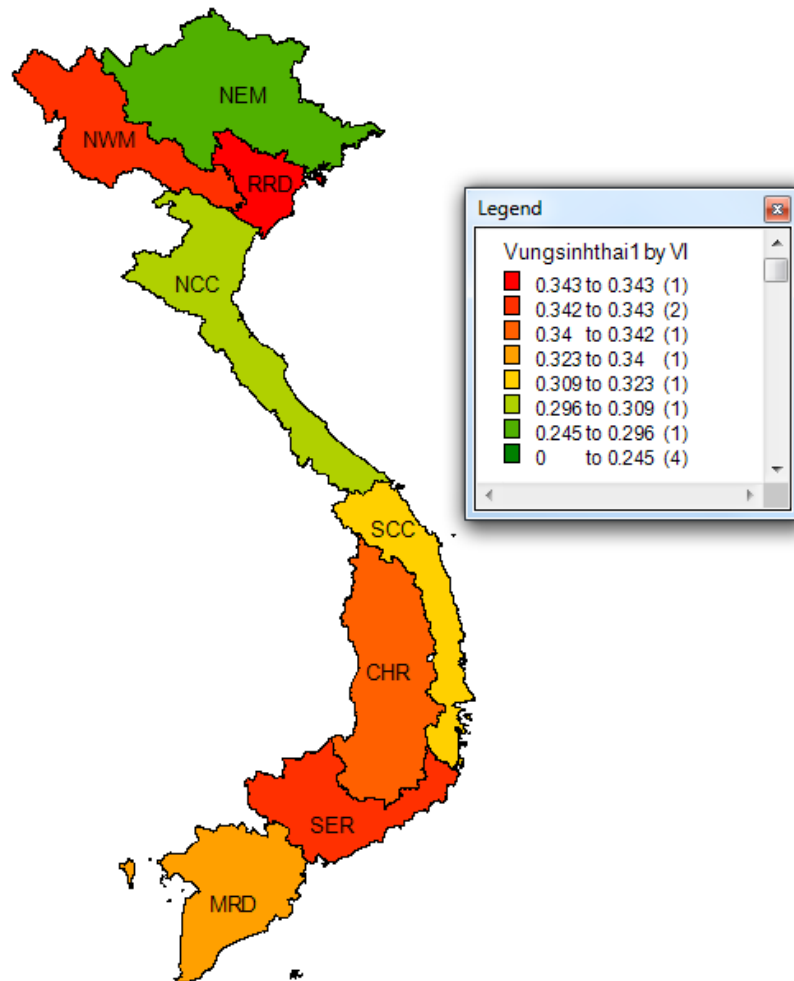 NEM
NWM
RRD
Legend
Vungsinhthai1 by VI
0.343 to 0.343 (1)
0.342 to 0.343 (2)
0.34 to 0.342 (1)
0.323 to 0.34 (1)
0.309 to 0.323 (1)
0.296 to 0.309 (1)
0.245 to 0.296 (1)
0 to 0.245 (4)
NCC
SCC
CHR
SER
MRD